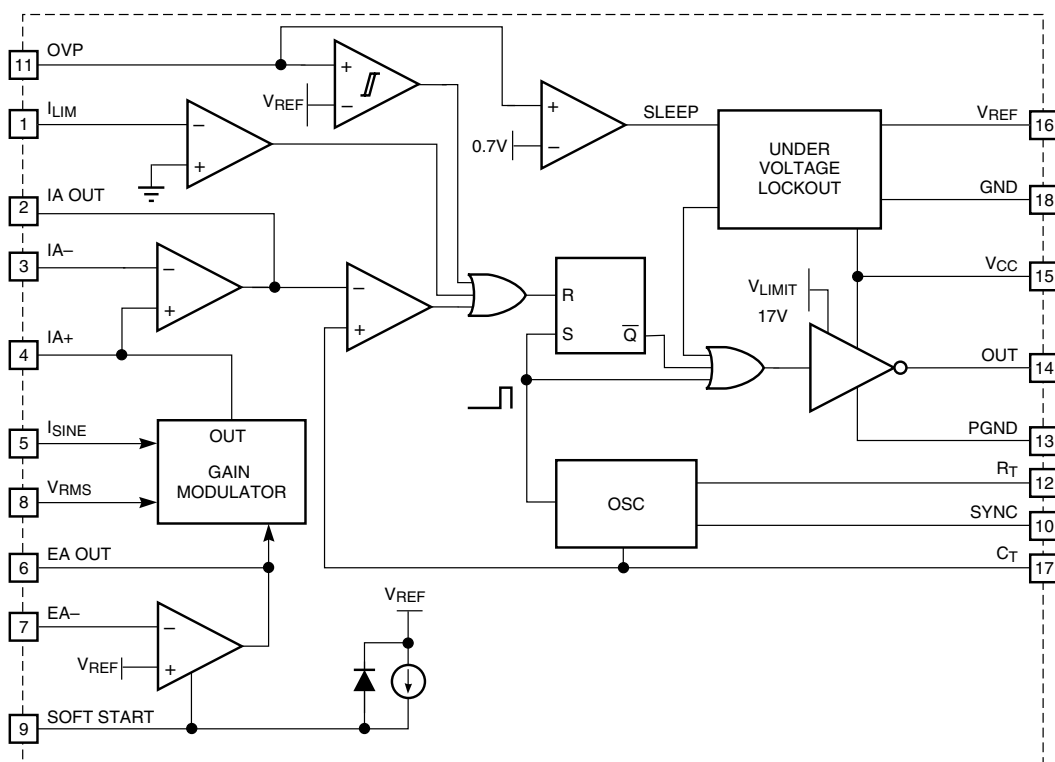 11 OVP
1 ILIM
2 IA OUT
3 IA–
4 IA+
5 ISINE
8 VRMS
6 EA OUT
7 EA–
9 SOFT START
+
–
VREF
–
+
+
–
0.7V
SLEEP
UNDER
VOLTAGE
LOCKOUT
VREF 16
GND 18
VCC 15
OUT 14
PGND 13
RT 12
SYNC 10
CT 17
–
+
–
+
R
S
Q
VLIMIT
17V
OUT
GAIN
MODULATOR
OSC
–
+
VREF
VREF